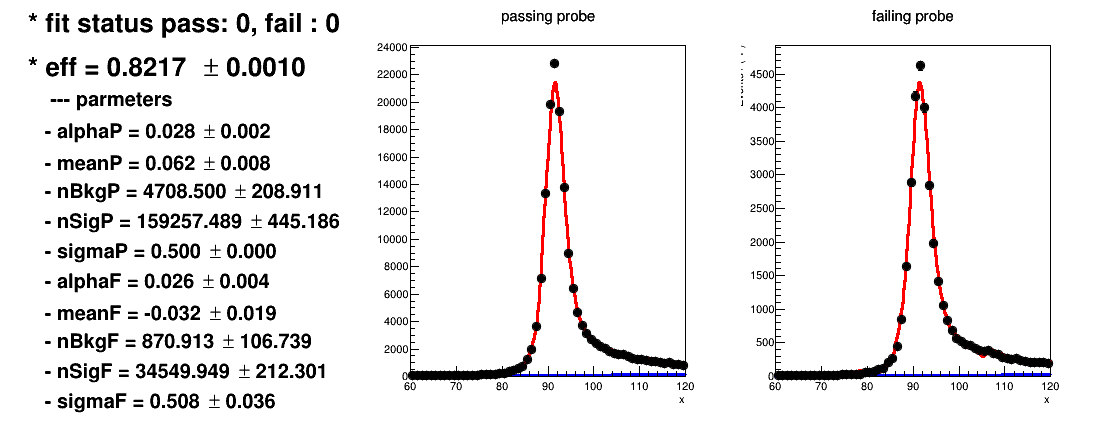 * fit status pass: 0, fail : 0
* eff = 0.8217 ± 0.0010
--- parmeters
- alphaP = 0.028 ± 0.002
- meanP = 0.062 ± 0.008
- nBkgP = 4708.500 ± 208.911
- nSigP = 159257.489 ± 445.186
- sigmaP = 0.500 ± 0.000
- alphaF = 0.026 ± 0.004
- meanF = -0.032 ± 0.019
- nBkgF = 870.913 ± 106.739
- nSigF = 34549.949 ± 212.301
- sigmaF = 0.508 ± 0.036
passing probe
24000
22000
20000
18000
16000
14000
12000
10000
8000
6000
4000
2000
0
60 70 80 90 100 110 120
x
failing probe
4500
4000
3500
3000
2500
2000
1500
1000
500
0
60 70 80 90 100 110 120
x